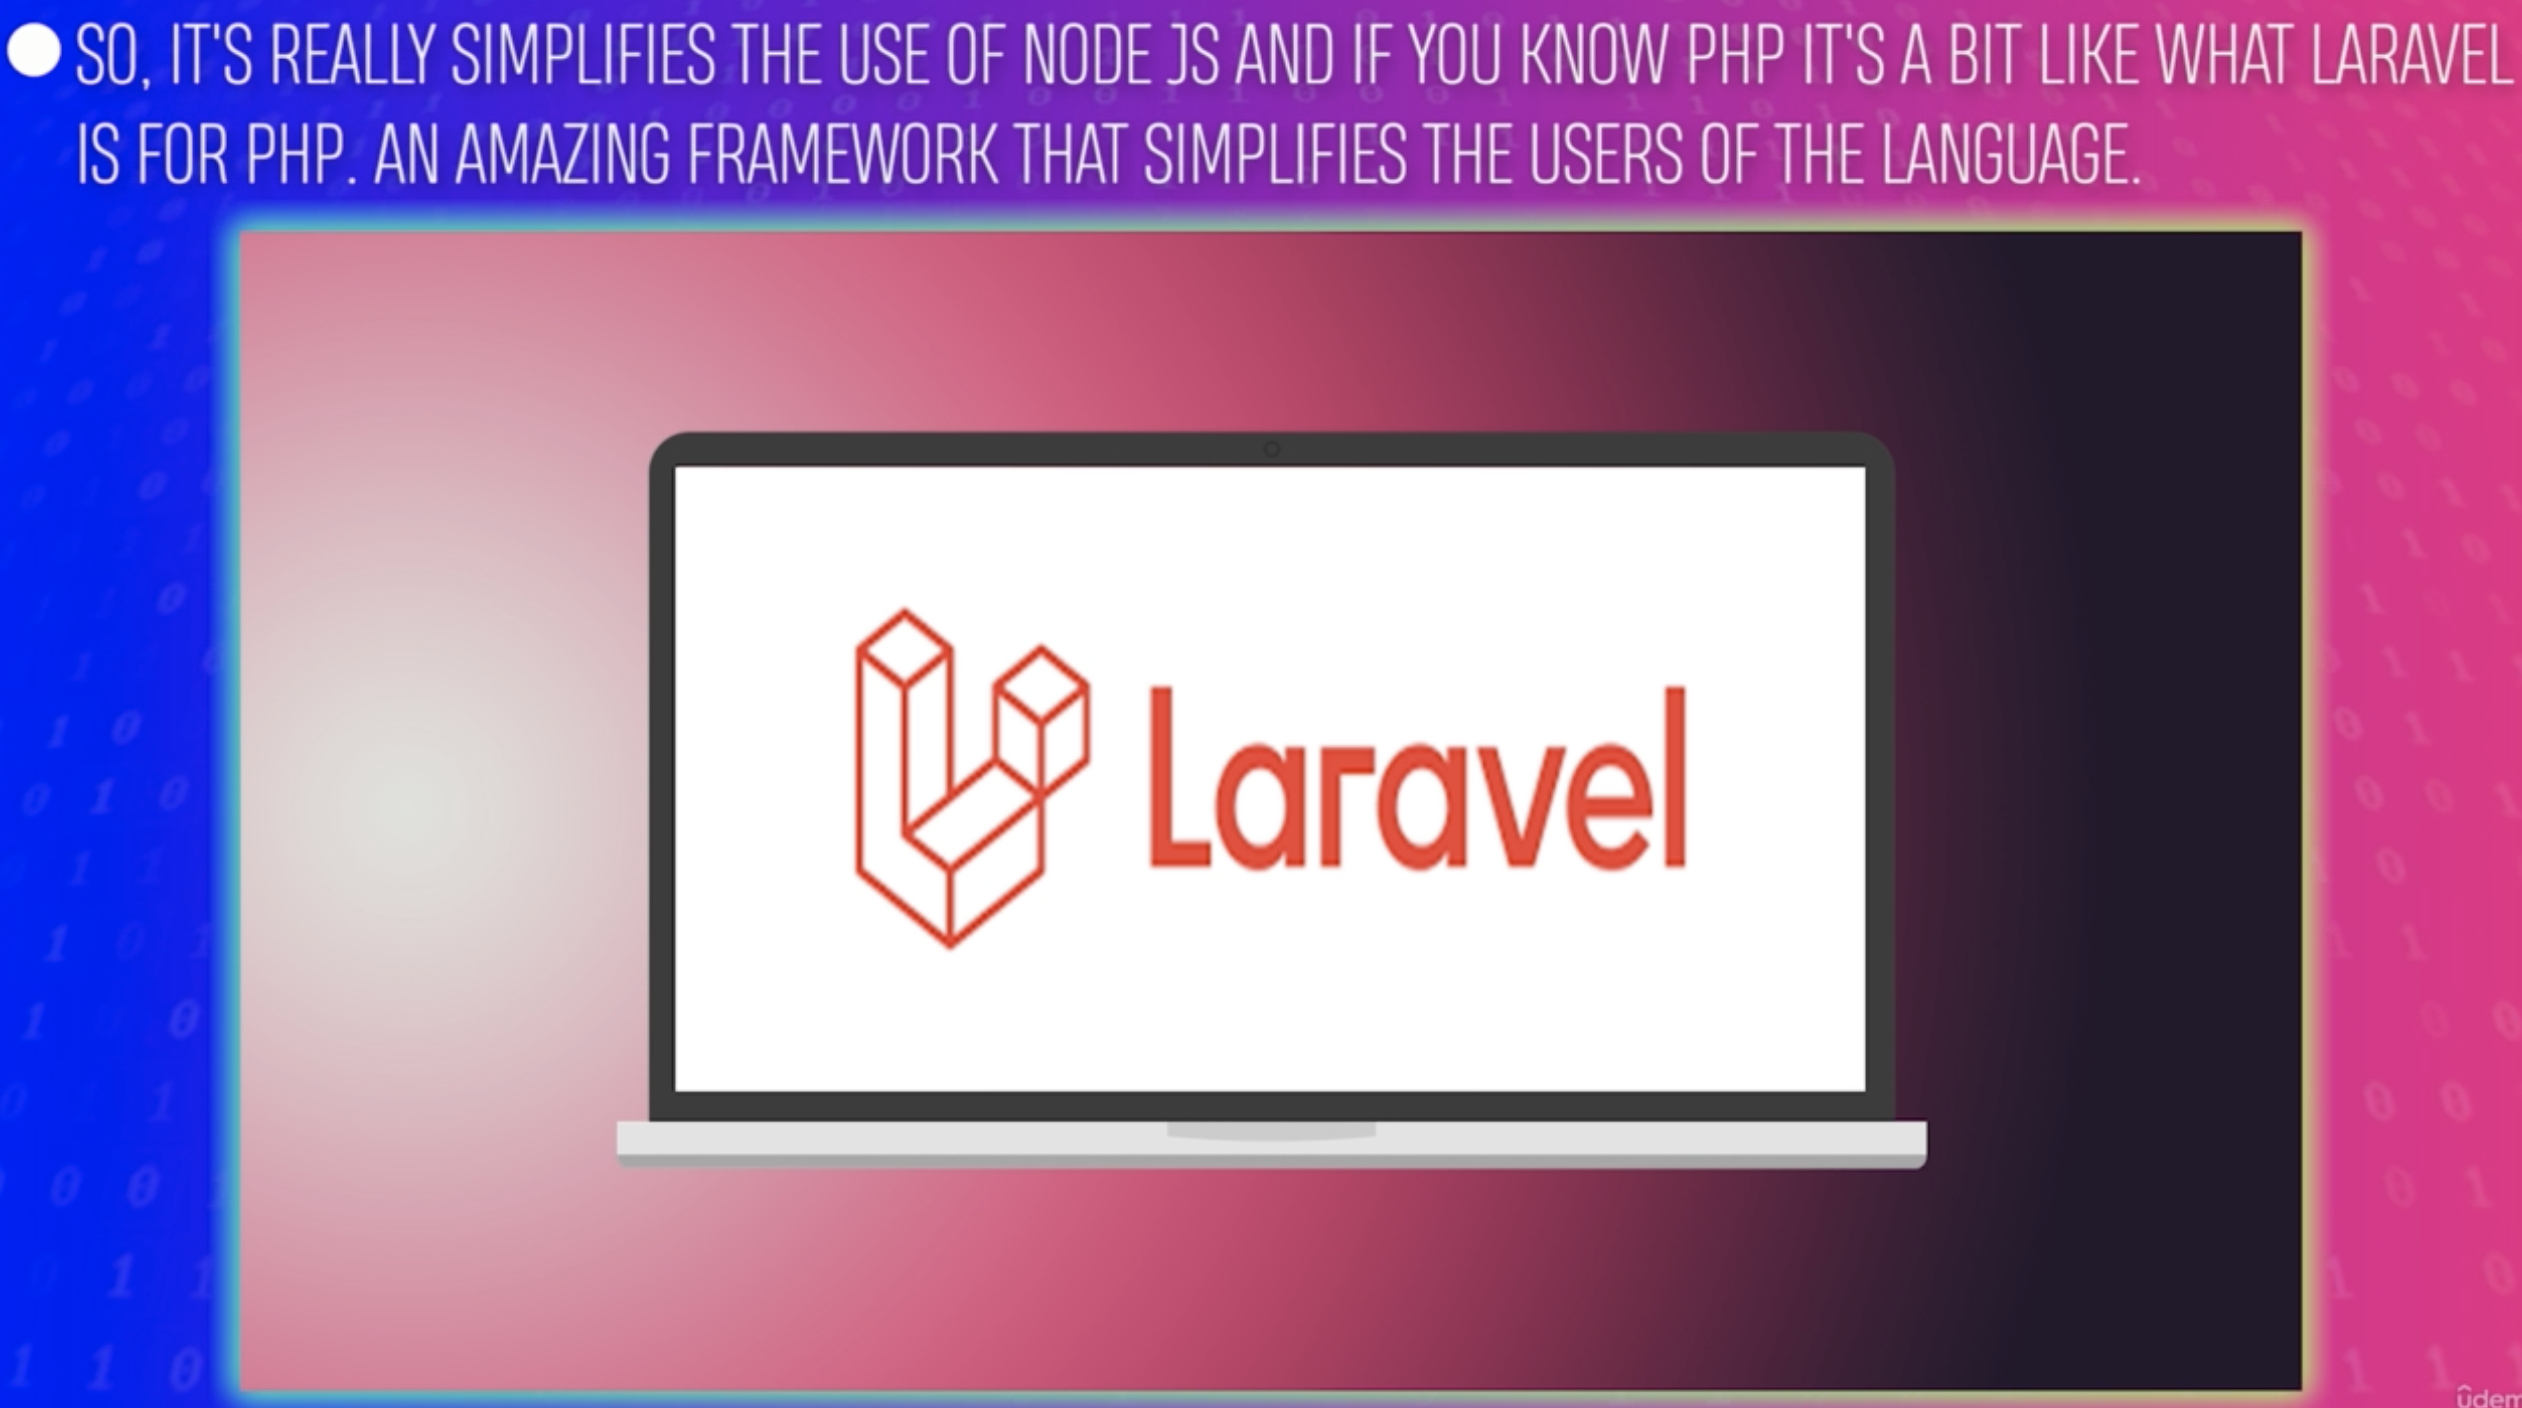 SO, IT'S REALLY SIMPLIFIES THE USE OF NODE JS AND IF YOU KNOW PHP IT'S A BIT LIKE WHAT LARAVEL
IS FOR PHP. AN AMAZING FRAMEWORK THAT SIMPLIFIES THE USERS OF THE LANGUAGE.
Laravel
ûdem